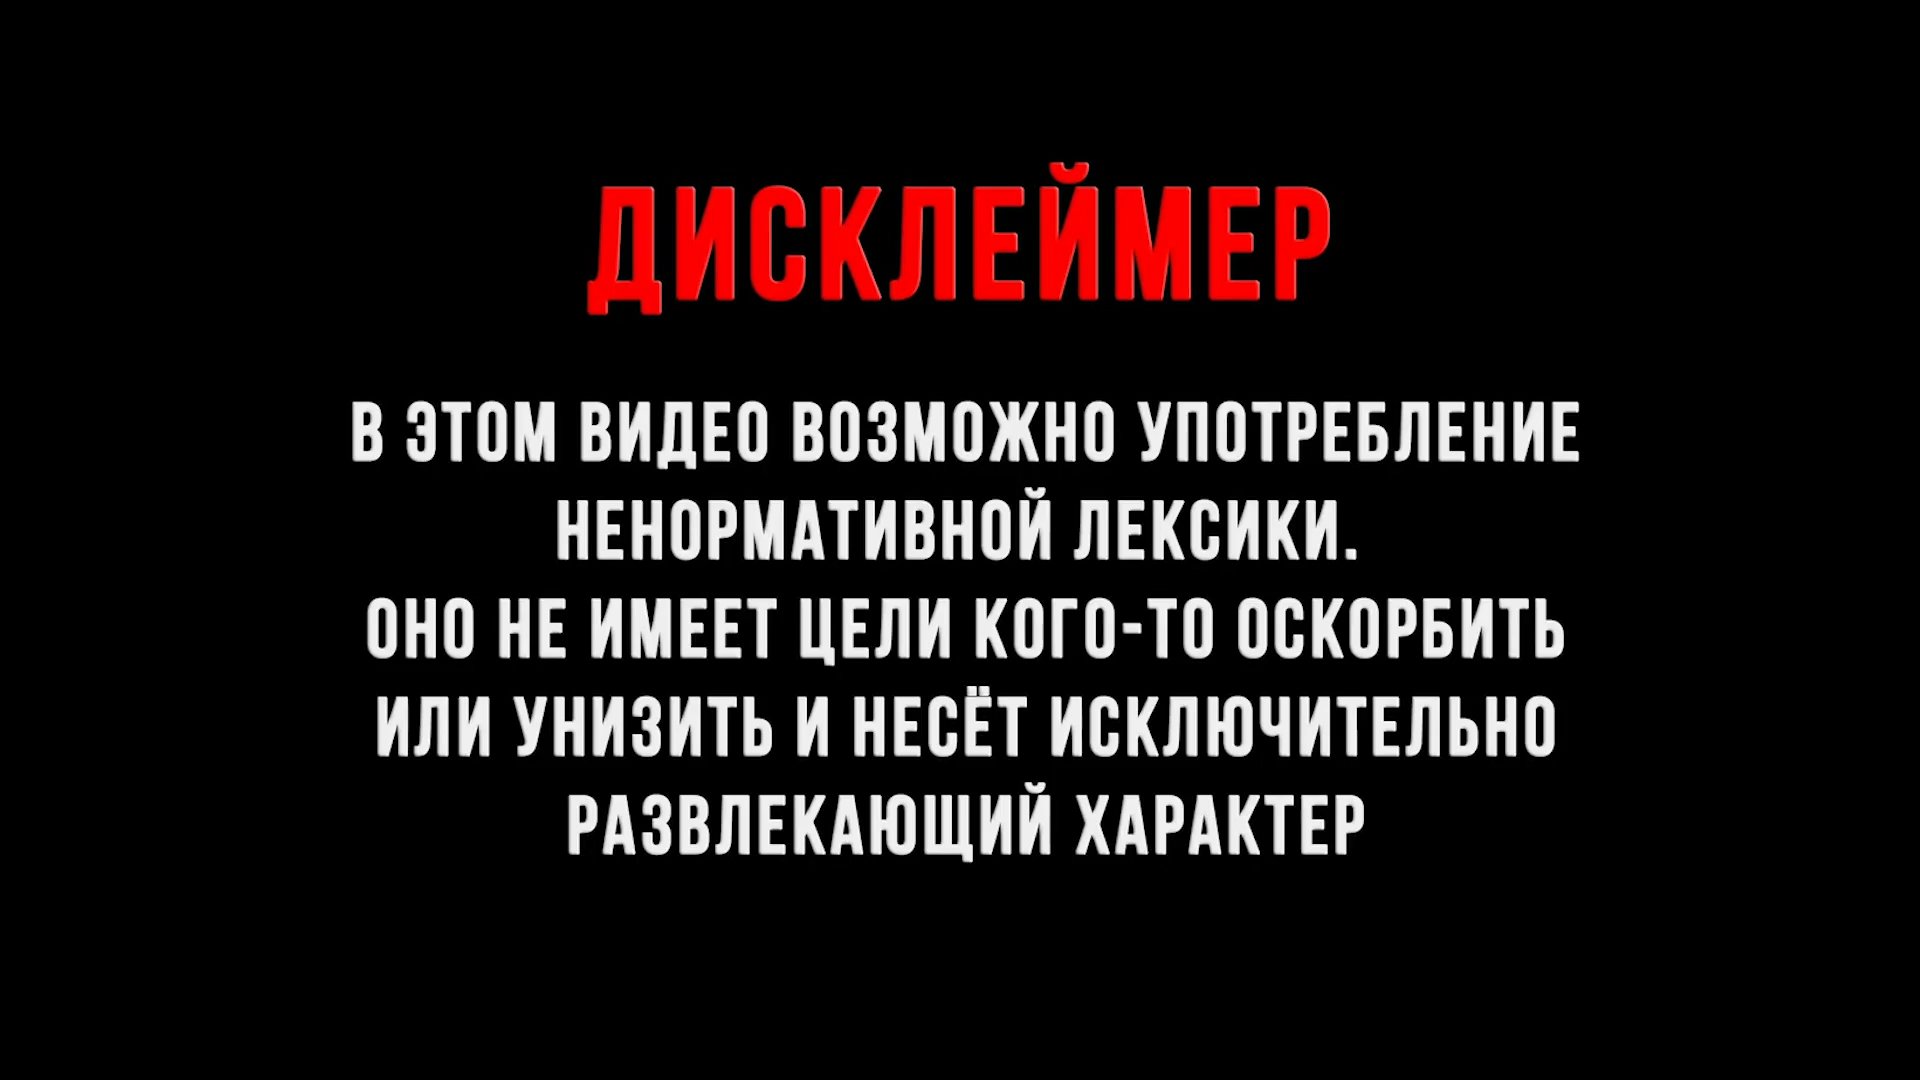 ДИСКЛЕЙМЕР
В ЭТОМ ВИДЕО ВОЗМОЖНО УПОТРЕБЛЕНИЕ
НЕНОРМАТИВНОЙ ЛЕКСИКИ.
ОНО НЕ ИМЕЕТ ЦЕЛИ КОГО-ТО ОСКОРБИТЬ
ИЛИ УНИЗИТЬ И НЕСЁТ ИСКЛЮЧИТЕЛЬНО
РАЗВЛЕКАЮЩИЙ ХАРАКТЕР